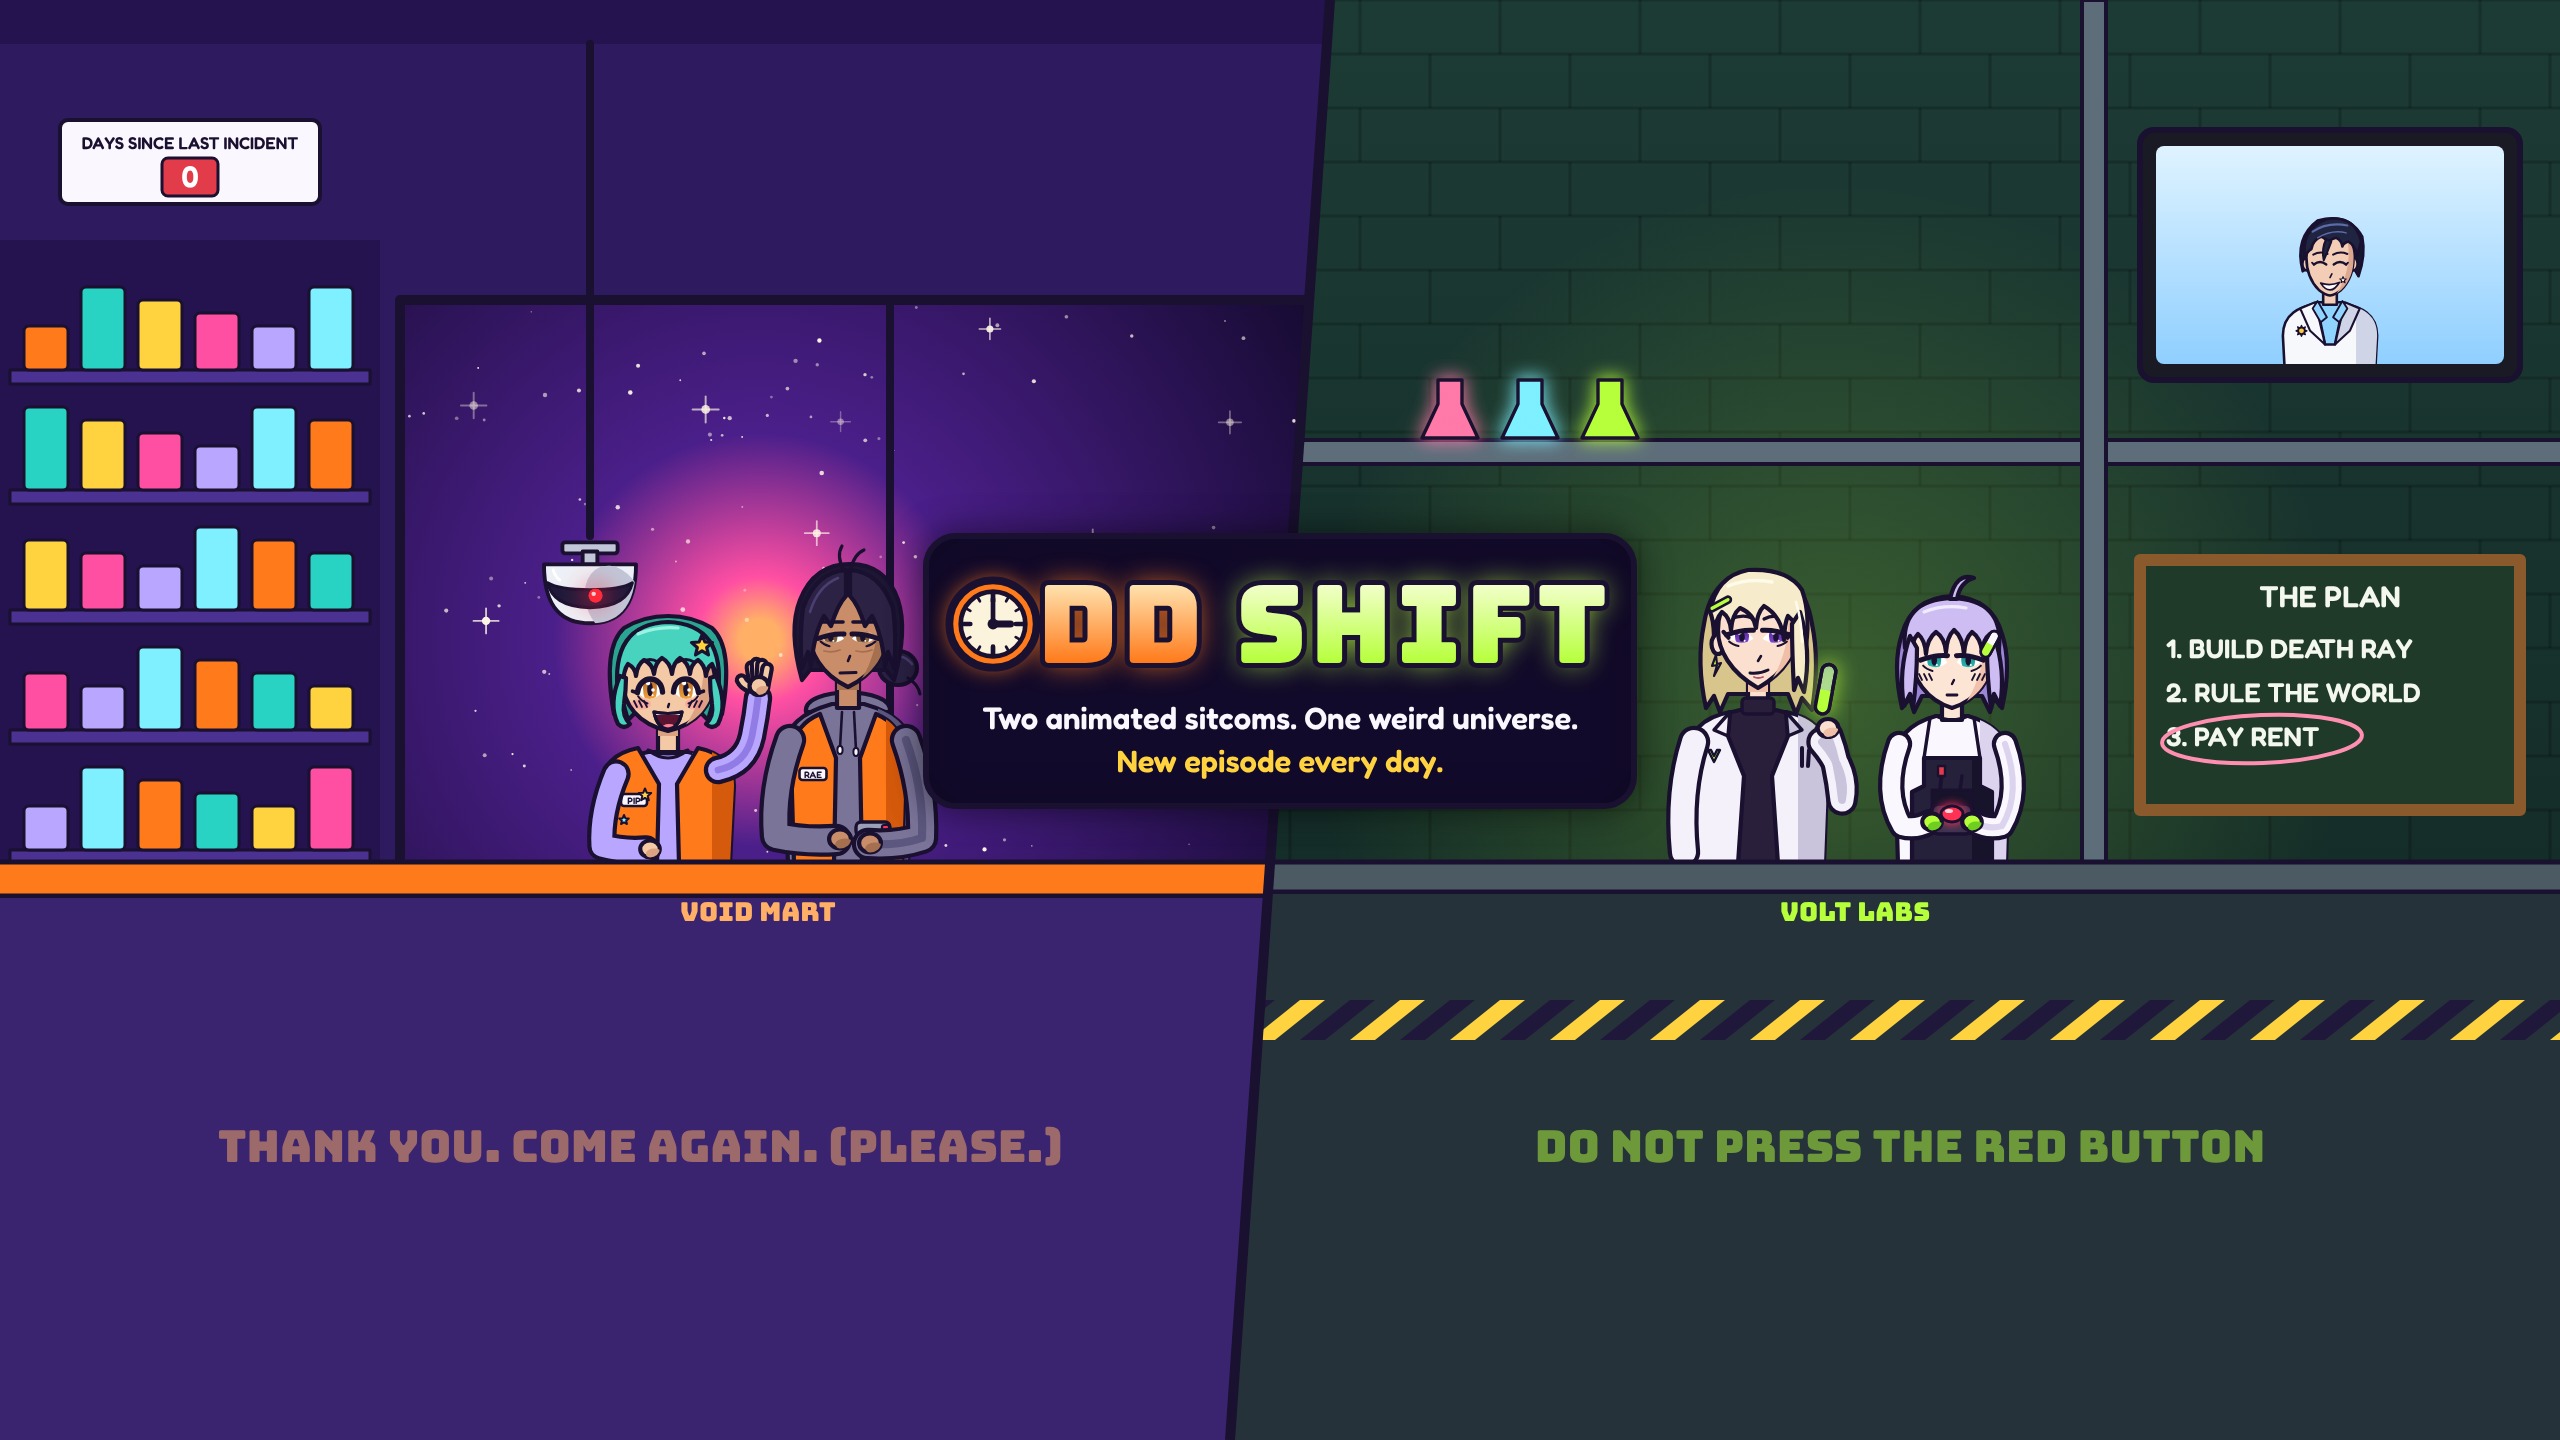 DAYS SINCE LAST INCIDENT
0
PIP
RAE
ODD SHIFT
Two animated sitcoms. One weird universe.
New episode every day.
THE PLAN
1. BUILD DEATH RAY
2. RULE THE WORLD
3. PAY RENT
VOID MART
VOLT LABS
THANK YOU. COME AGAIN. (PLEASE.)
DO NOT PRESS THE RED BUTTON